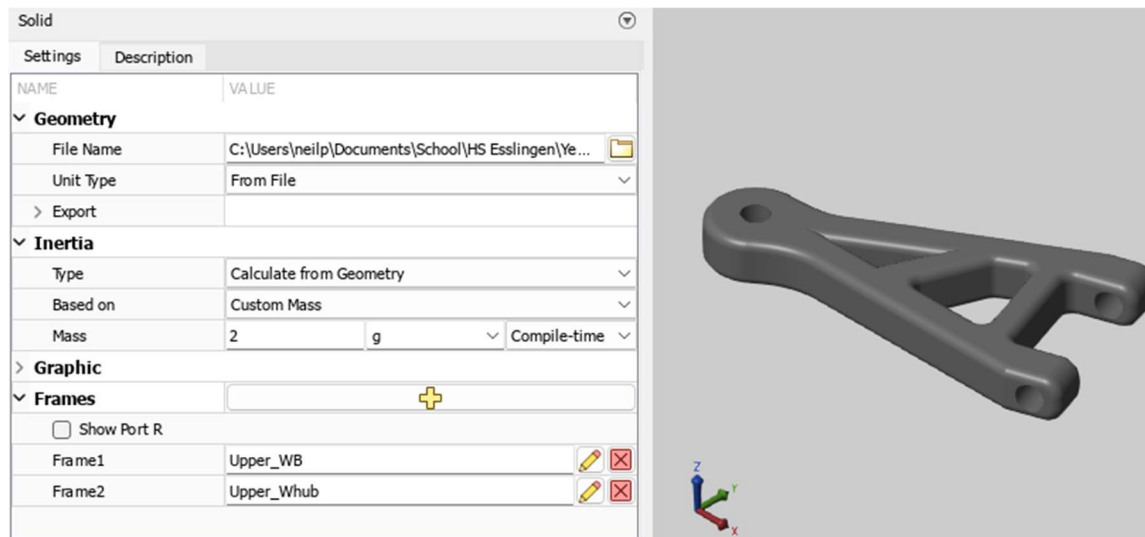 Solid
Settings Description
NAME VALUE
Geometry
File Name C:\Users\neilp\Documents\School\HS Esslingen\Ye...
Unit Type From File
Export
Inertia
Type Calculate from Geometry
Based on Custom Mass
Mass 2 g Compile-time
Graphic
Frames
Show Port R
Frame1 Upper_WB
Frame2 Upper_Whub
Z
Y
X